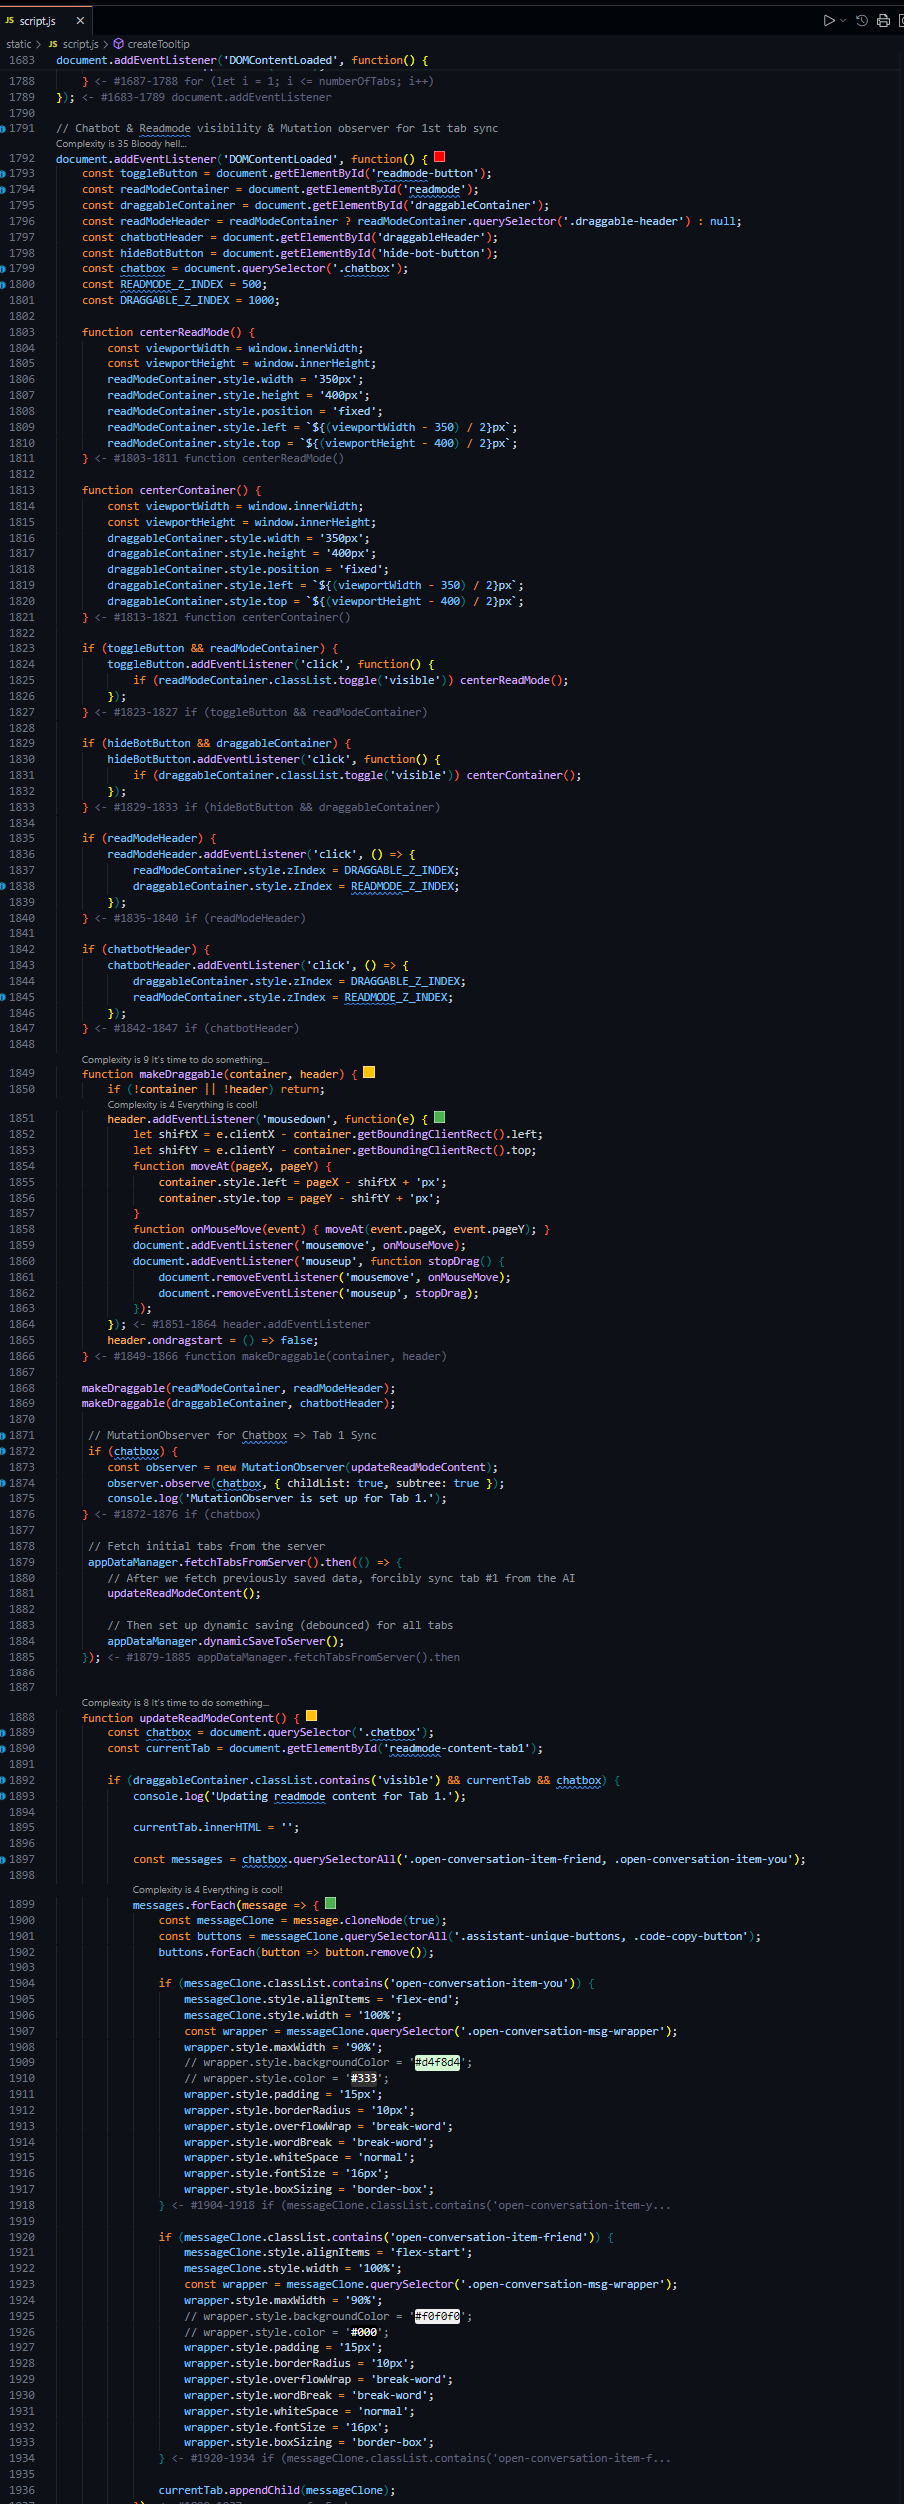 JS script.js ×
static > JS script.js > createTooltip
1683 document.addEventListener('DOMContentLoaded', function() {
1788 } <- #1687-1788 for (let i = 1; i <= numberOfTabs; i++)
1789 }); <- #1683-1789 document.addEventListener
1790
1791 // Chatbot & Readmode visibility & Mutation observer for 1st tab sync
Complexity is 35 Bloody hell...
1792 document.addEventListener('DOMContentLoaded', function() {
1793 const toggleButton = document.getElementById('readmode-button');
1794 const readModeContainer = document.getElementById('readmode');
1795 const draggableContainer = document.getElementById('draggableContainer');
1796 const readModeHeader = readModeContainer ? readModeContainer.querySelector('.draggable-header') : null;
1797 const chatbotHeader = document.getElementById('draggableHeader');
1798 const hideBotButton = document.getElementById('hide-bot-button');
1799 const chatbox = document.querySelector('.chatbox');
1800 const READMODE_Z_INDEX = 500;
1801 const DRAGGABLE_Z_INDEX = 1000;
1802
1803 function centerReadMode() {
1804 const viewportWidth = window.innerWidth;
1805 const viewportHeight = window.innerHeight;
1806 readModeContainer.style.width = '350px';
1807 readModeContainer.style.height = '400px';
1808 readModeContainer.style.position = 'fixed';
1809 readModeContainer.style.left = `${(viewportWidth - 350) / 2}px`;
1810 readModeContainer.style.top = `${(viewportHeight - 400) / 2}px`;
1811 } <- #1803-1811 function centerReadMode()
1812
1813 function centerContainer() {
1814 const viewportWidth = window.innerWidth;
1815 const viewportHeight = window.innerHeight;
1816 draggableContainer.style.width = '350px';
1817 draggableContainer.style.height = '400px';
1818 draggableContainer.style.position = 'fixed';
1819 draggableContainer.style.left = `${(viewportWidth - 350) / 2}px`;
1820 draggableContainer.style.top = `${(viewportHeight - 400) / 2}px`;
1821 } <- #1813-1821 function centerContainer()
1822
1823 if (toggleButton && readModeContainer) {
1824 toggleButton.addEventListener('click', function() {
1825 if (readModeContainer.classList.toggle('visible')) centerReadMode();
1826 });
1827 } <- #1823-1827 if (toggleButton && readModeContainer)
1828
1829 if (hideBotButton && draggableContainer) {
1830 hideBotButton.addEventListener('click', function() {
1831 if (draggableContainer.classList.toggle('visible')) centerContainer();
1832 });
1833 } <- #1829-1833 if (hideBotButton && draggableContainer)
1834
1835 if (readModeHeader) {
1836 readModeHeader.addEventListener('click', () => {
1837 readModeContainer.style.zIndex = DRAGGABLE_Z_INDEX;
1838 draggableContainer.style.zIndex = READMODE_Z_INDEX;
1839 });
1840 } <- #1835-1840 if (readModeHeader)
1841
1842 if (chatbotHeader) {
1843 chatbotHeader.addEventListener('click', () => {
1844 draggableContainer.style.zIndex = DRAGGABLE_Z_INDEX;
1845 readModeContainer.style.zIndex = READMODE_Z_INDEX;
1846 });
1847 } <- #1842-1847 if (chatbotHeader)
1848
Complexity is 9 It's time to do something...
1849 function makeDraggable(container, header) {
1850 if (!container || !header) return;
Complexity is 4 Everything is cool!
1851 header.addEventListener('mousedown', function(e) {
1852 let shiftX = e.clientX - container.getBoundingClientRect().left;
1853 let shiftY = e.clientY - container.getBoundingClientRect().top;
1854 function moveAt(pageX, pageY) {
1855 container.style.left = pageX - shiftX + 'px';
1856 container.style.top = pageY - shiftY + 'px';
1857 }
1858 function onMouseMove(event) { moveAt(event.pageX, event.pageY); }
1859 document.addEventListener('mousemove', onMouseMove);
1860 document.addEventListener('mouseup', function stopDrag() {
1861 document.removeEventListener('mousemove', onMouseMove);
1862 document.removeEventListener('mouseup', stopDrag);
1863 });
1864 }); <- #1851-1864 header.addEventListener
1865 header.ondragstart = () => false;
1866 } <- #1849-1866 function makeDraggable(container, header)
1867
1868 makeDraggable(readModeContainer, readModeHeader);
1869 makeDraggable(draggableContainer, chatbotHeader);
1870
1871 // MutationObserver for Chatbox => Tab 1 Sync
1872 if (chatbox) {
1873 const observer = new MutationObserver(updateReadModeContent);
1874 observer.observe(chatbox, { childList: true, subtree: true });
1875 console.log('MutationObserver is set up for Tab 1.');
1876 } <- #1872-1876 if (chatbox)
1877
1878 // Fetch initial tabs from the server
1879 appDataManager.fetchTabsFromServer().then(() => {
1880 // After we fetch previously saved data, forcibly sync tab #1 from the AI
1881 updateReadModeContent();
1882
1883 // Then set up dynamic saving (debounced) for all tabs
1884 appDataManager.dynamicSaveToServer();
1885 }); <- #1879-1885 appDataManager.fetchTabsFromServer().then
1886
1887
Complexity is 8 It's time to do something...
1888 function updateReadModeContent() {
1889 const chatbox = document.querySelector('.chatbox');
1890 const currentTab = document.getElementById('readmode-content-tab1');
1891
1892 if (draggableContainer.classList.contains('visible') && currentTab && chatbox) {
1893 console.log('Updating readmode content for Tab 1.');
1894
1895 currentTab.innerHTML = '';
1896
1897 const messages = chatbox.querySelectorAll('.open-conversation-item-friend, .open-conversation-item-you');
1898
Complexity is 4 Everything is cool!
1899 messages.forEach(message => {
1900 const messageClone = message.cloneNode(true);
1901 const buttons = messageClone.querySelectorAll('.assistant-unique-buttons, .code-copy-button');
1902 buttons.forEach(button => button.remove());
1903
1904 if (messageClone.classList.contains('open-conversation-item-you')) {
1905 messageClone.style.alignItems = 'flex-end';
1906 messageClone.style.width = '100%';
1907 const wrapper = messageClone.querySelector('.open-conversation-msg-wrapper');
1908 wrapper.style.maxWidth = '90%';
1909 // wrapper.style.backgroundColor = '#d4f8d4';
1910 // wrapper.style.color = '#333';
1911 wrapper.style.padding = '15px';
1912 wrapper.style.borderRadius = '10px';
1913 wrapper.style.overflowWrap = 'break-word';
1914 wrapper.style.wordBreak = 'break-word';
1915 wrapper.style.whiteSpace = 'normal';
1916 wrapper.style.fontSize = '16px';
1917 wrapper.style.boxSizing = 'border-box';
1918 } <- #1904-1918 if (messageClone.classList.contains('open-conversation-item-y...
1919
1920 if (messageClone.classList.contains('open-conversation-item-friend')) {
1921 messageClone.style.alignItems = 'flex-start';
1922 messageClone.style.width = '100%';
1923 const wrapper = messageClone.querySelector('.open-conversation-msg-wrapper');
1924 wrapper.style.maxWidth = '90%';
1925 // wrapper.style.backgroundColor = '#f0f0f0';
1926 // wrapper.style.color = '#000';
1927 wrapper.style.padding = '15px';
1928 wrapper.style.borderRadius = '10px';
1929 wrapper.style.overflowWrap = 'break-word';
1930 wrapper.style.wordBreak = 'break-word';
1931 wrapper.style.whiteSpace = 'normal';
1932 wrapper.style.fontSize = '16px';
1933 wrapper.style.boxSizing = 'border-box';
1934 } <- #1920-1934 if (messageClone.classList.contains('open-conversation-item-f...
1935
1936 currentTab.appendChild(messageClone);